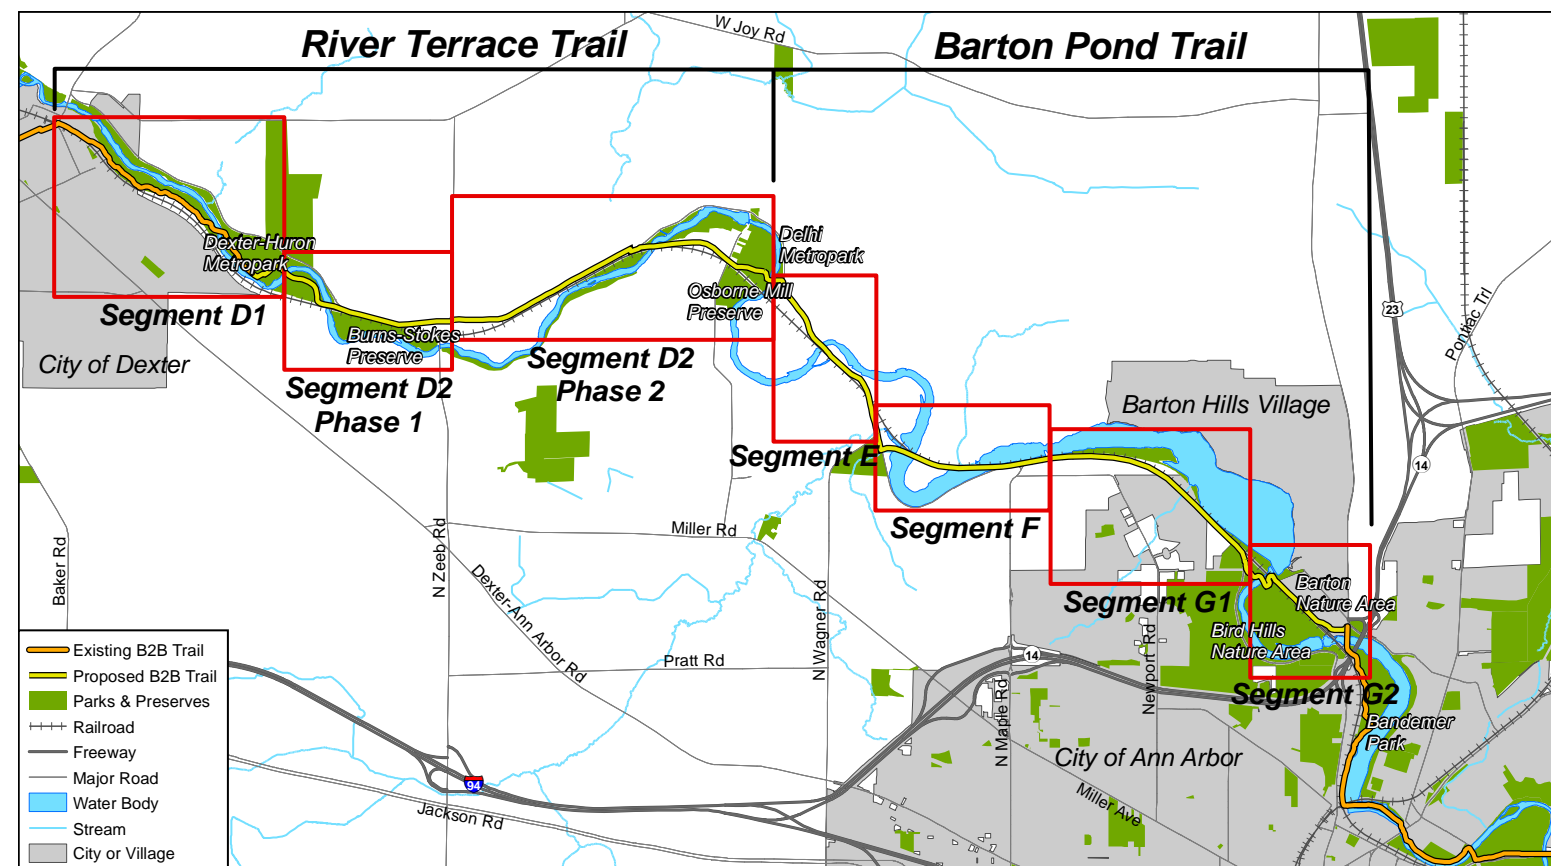 W Joy Rd
River Terrace Trail
Barton Pond Trail
Dexter-Huron
Metropark
Delhi
Metropark
Osborne Mill
Preserve
Segment D1
Burns-Stokes
Preserve
City of Dexter
Segment D2
Phase 1
Segment D2
Phase 2
23
Pontiac Trl
Barton Hills Village
Segment E
14
Segment F
Miller Rd
Baker Rd
N Zeeb Rd
Dexter-Ann Arbor Rd
N Wagner Rd
Pratt Rd
Segment G1
Barton
Nature Area
Bird Hills
Nature Area
Newport Rd
14
N Maple Rd
Segment G2
Bandemer
Park
City of Ann Arbor
Miller Ave
94
Jackson Rd
Existing B2B Trail
Proposed B2B Trail
Parks & Preserves
Railroad
Freeway
Major Road
Water Body
Stream
City or Village